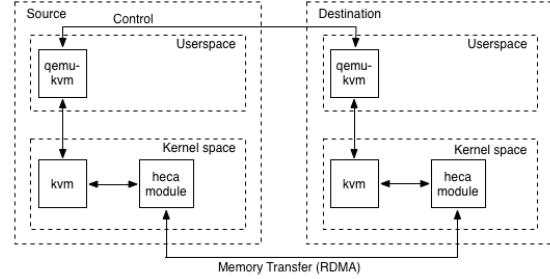 Source
Destination
Control
Userspace
Userspace
qemu-
kvm
qemu-
kvm
Kernel space
Kernel space
kvm
heca
module
kvm
heca
module
Memory Transfer (RDMA)